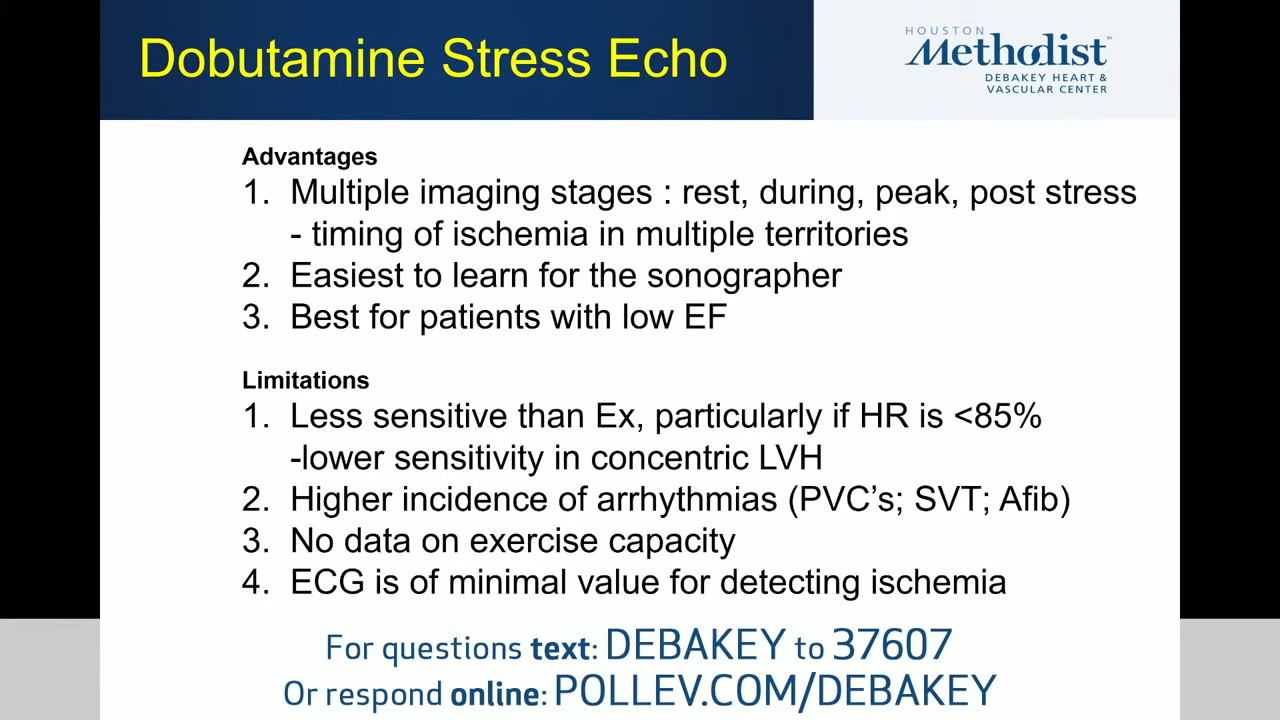 Dobutamine Stress Echo
HOUSTON
Methodist
DEBAKEY HEART &
VASCULAR CENTER
Advantages
1. Multiple imaging stages : rest, during, peak, post stress
- timing of ischemia in multiple territories
2. Easiest to learn for the sonographer
3. Best for patients with low EF
Limitations
1. Less sensitive than Ex, particularly if HR is <85%
-lower sensitivity in concentric LVH
2. Higher incidence of arrhythmias (PVC’s; SVT; Afib)
3. No data on exercise capacity
4. ECG is of minimal value for detecting ischemia
For questions text: DEBAKEY to 37607
Or respond online: POLLEV.COM/DEBAKEY